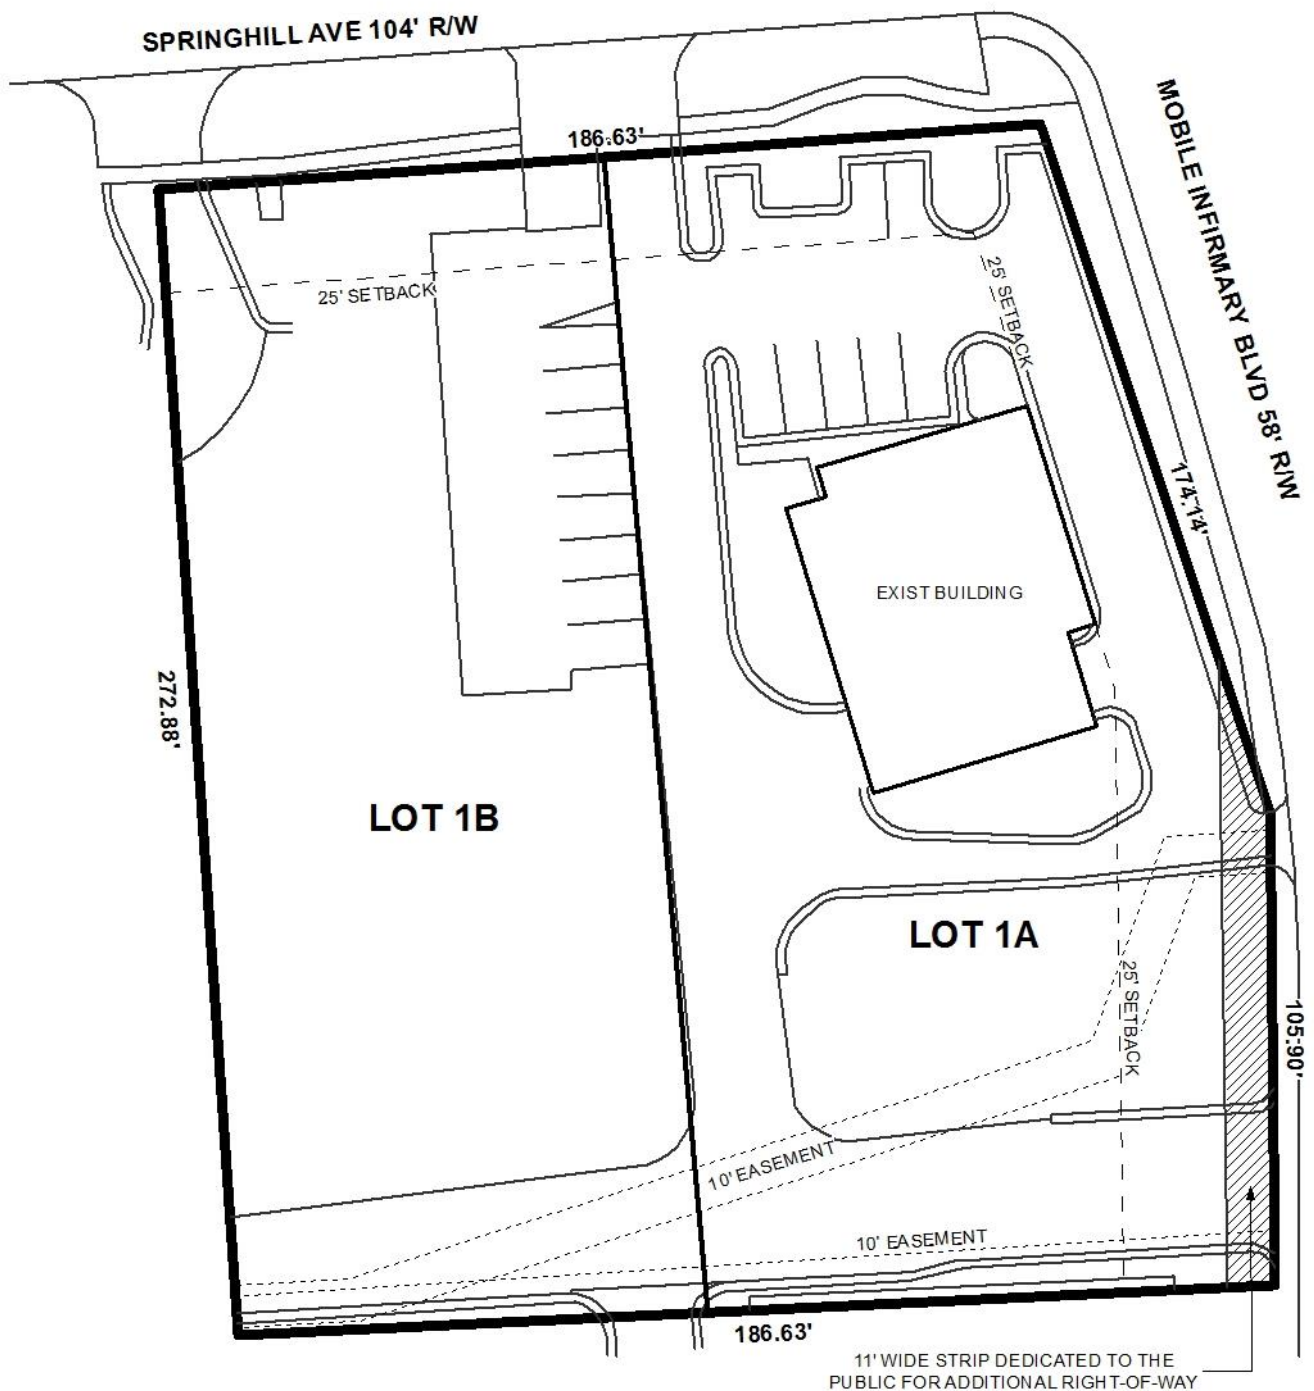 SPRINGHILL AVE 104' R/W
MOBILE INFIRMARY BLVD 58' R/W
186.63'
25' SETBACK
25' SETBACK
174.14'
EXIST BUILDING
272.88'
LOT 1B
LOT 1A
25' SETBACK
105.90'
10' EASEMENT
10' EASEMENT
186.63'
11' WIDE STRIP DEDICATED TO THE
PUBLIC FOR ADDITIONAL RIGHT-OF-WAY